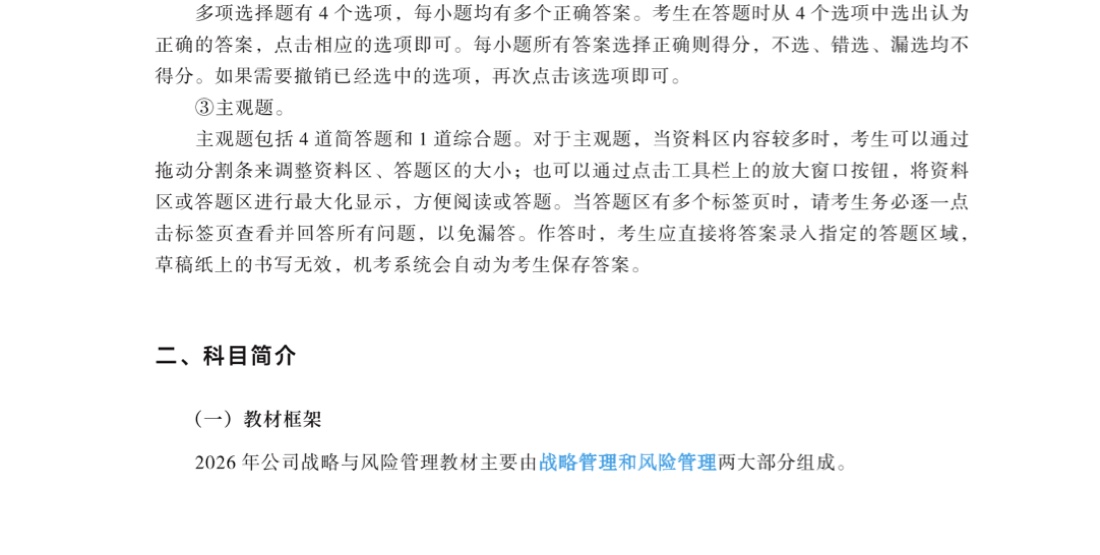 多项选择题有 4 个选项，每小题均有多个正确答案。考生在答题时从 4 个选项中选出认为
正确的答案，点击相应的选项即可。每小题所有答案选择正确则得分，不选、错选、漏选均不
得分。如果需要撤销已经选中的选项，再次点击该选项即可。
③主观题。
主观题包括 4 道简答题和 1 道综合题。对于主观题，当资料区内容较多时，考生可以通过
拖动分割条来调整资料区、答题区的大小；也可以通过点击工具栏上的放大窗口按钮，将资料
区或答题区进行最大化显示，方便阅读或答题。当答题区有多个标签页时，请考生务必逐一点
击标签页查看并回答所有问题，以免漏答。作答时，考生应直接将答案录入指定的答题区域，
草稿纸上的书写无效，机考系统会自动为考生保存答案。
二、科目简介
（一）教材框架
2026 年公司战略与风险管理教材主要由战略管理和风险管理两大部分组成。